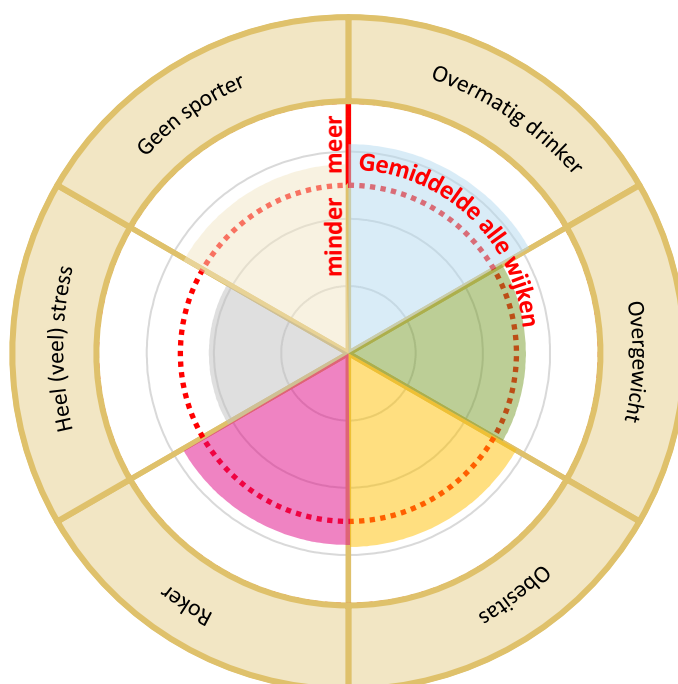 Geen sporter
Overmatig drinker
meer
Gemiddelde alle wijken
minder
Heel (veel) stress
Overgewicht
Roker
Obesitas